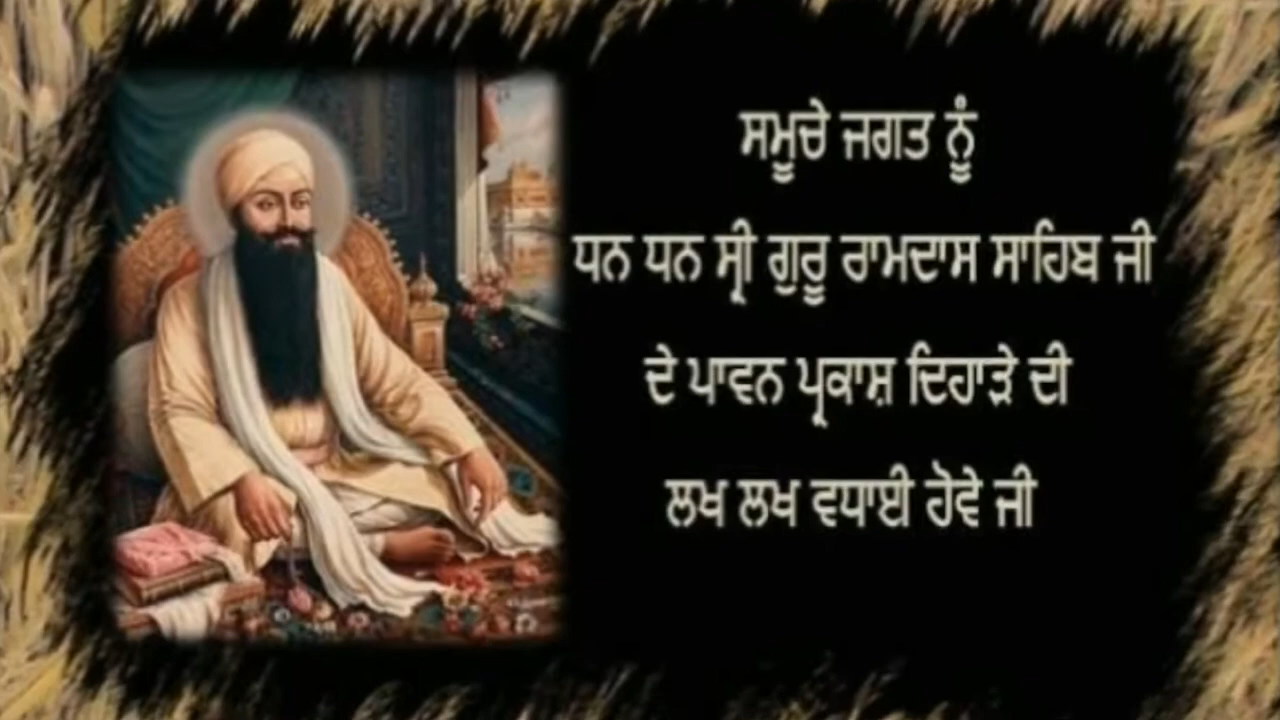 ਸਮੂਚੇ ਜਗਤ ਨੂੰ
ਧਨ ਧਨ ਸ੍ਰੀ ਗੁਰੂ ਰਾਮਦਾਸ ਸਾਹਿਬ ਜੀ
ਦੇ ਪਾਵਨ ਪ੍ਰਕਾਸ਼ ਦਿਹਾੜੇ ਦੀ
ਲਖ ਲਖ ਵਧਾਈ ਹੋਵੇ ਜੀ